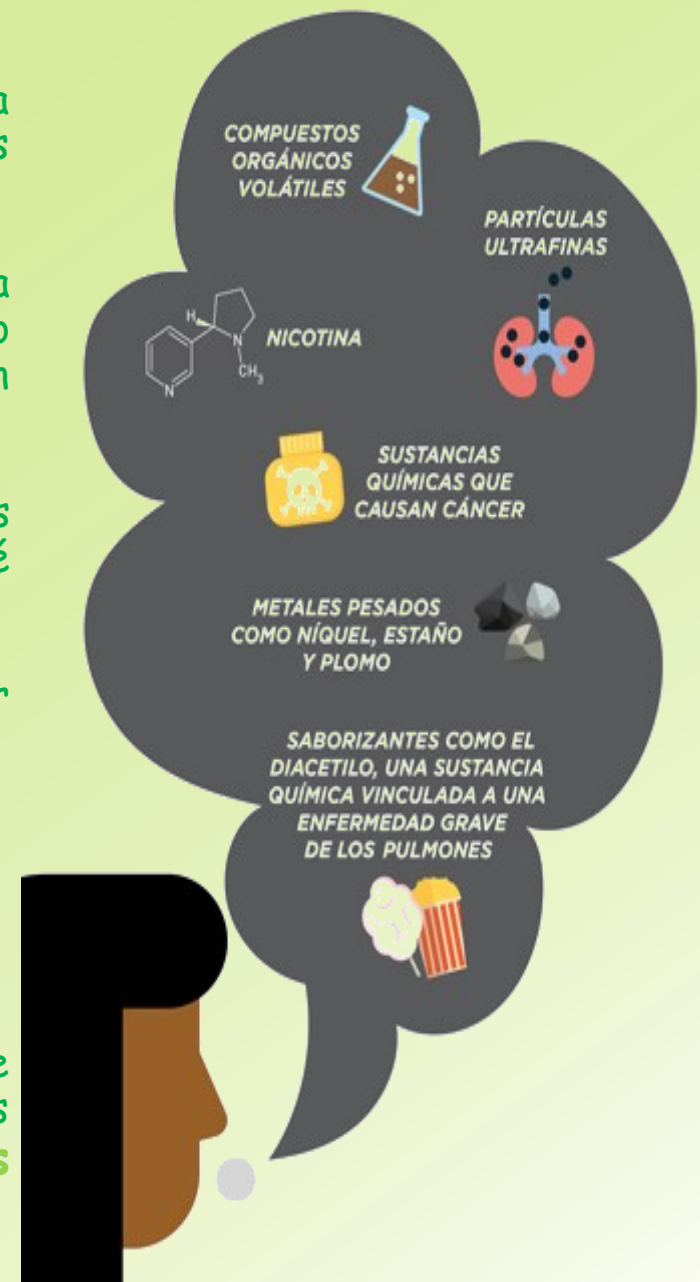 COMPUESTOS
ORGÁNICOS
VOLÁTILES
PARTÍCULAS
ULTRAFINAS
H
N
CH3
N
NICOTINA
SUSTANCIAS
QUÍMICAS QUE
CAUSAN CÁNCER
METALES PESADOS
COMO NÍQUEL, ESTAÑO
Y PLOMO
SABORIZANTES COMO EL
DIACETILO, UNA SUSTANCIA
QUÍMICA VINCULADA A UNA
ENFERMEDAD GRAVE
DE LOS PULMONES